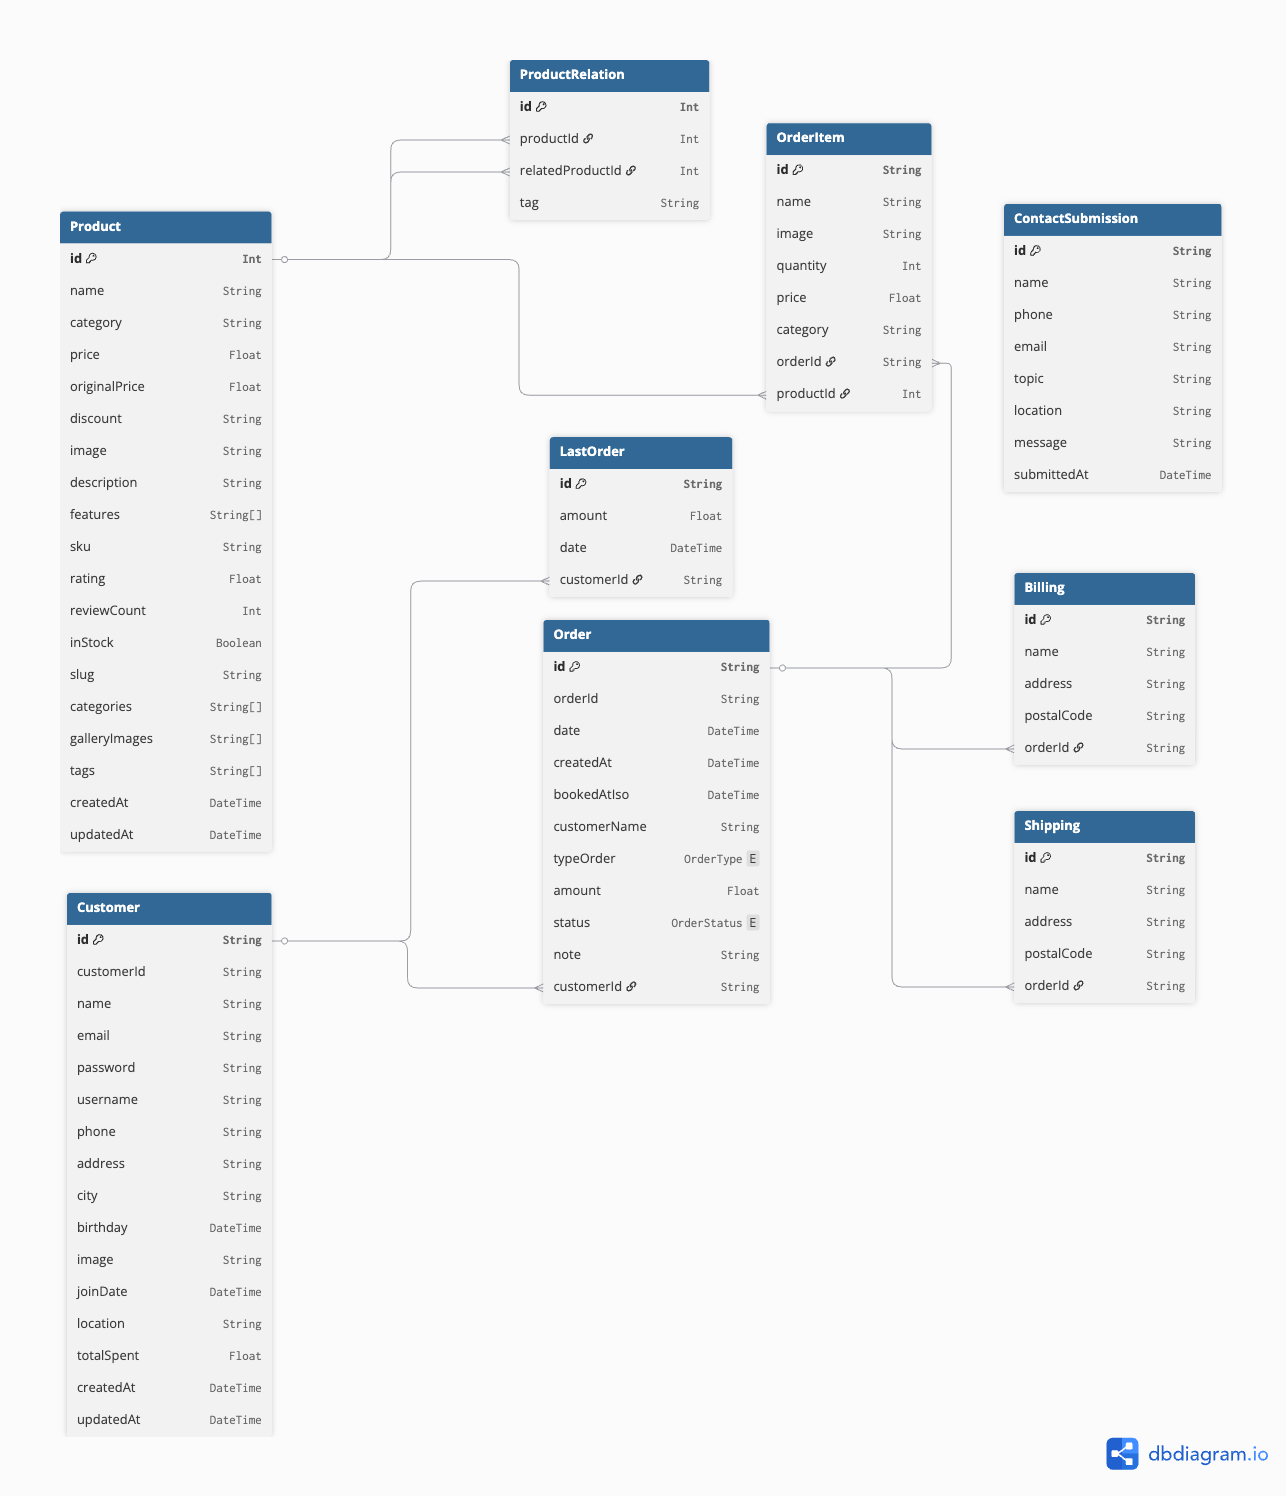 ProductRelation
id Int
productId Int
relatedProductId Int
tag String
OrderItem
id String
name String
image String
quantity Int
price Float
category String
orderId String
productId Int
ContactSubmission
id String
name String
phone String
email String
topic String
location String
message String
submittedAt DateTime
Product
id Int
name String
category String
price Float
originalPrice Float
discount String
image String
description String
features String[]
sku String
rating Float
reviewCount Int
inStock Boolean
slug String
categories String[]
galleryImages String[]
tags String[]
createdAt DateTime
updatedAt DateTime
LastOrder
id String
amount Float
date DateTime
customerId String
Order
id String
orderId String
date DateTime
createdAt DateTime
bookedAtIso DateTime
customerName String
typeOrder OrderType E
amount Float
status OrderStatus E
note String
customerId String
Billing
id String
name String
address String
postalCode String
orderId String
Shipping
id String
name String
address String
postalCode String
orderId String
Customer
id String
customerId String
name String
email String
password String
username String
phone String
address String
city String
birthday DateTime
image String
joinDate DateTime
location String
totalSpent Float
createdAt DateTime
updatedAt DateTime
dbdiagram.io